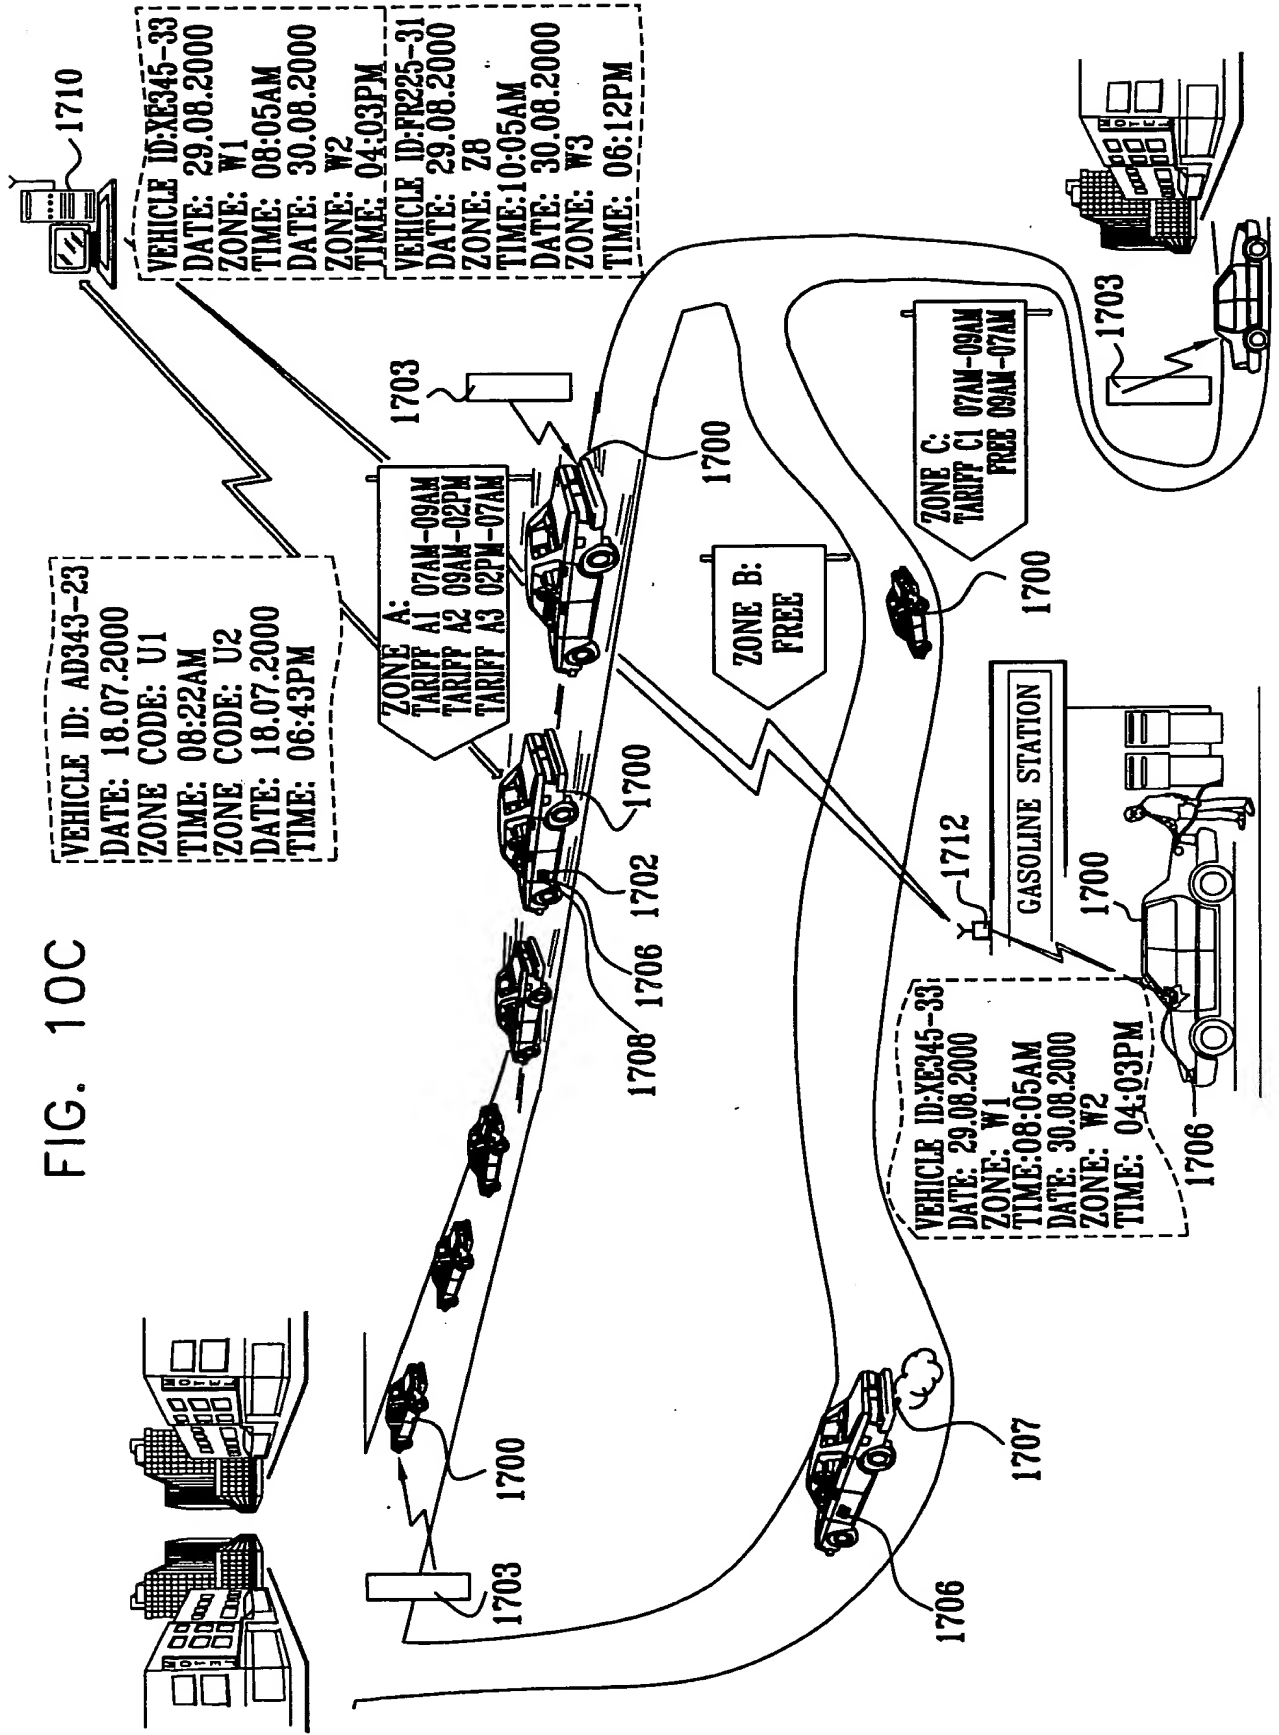 FIG. 10C
VEHICLE ID: AD343-23
DATE: 18.07.2000
ZONE CODE: U1
TIME: 08:22AM
ZONE CODE: U2
DATE: 18.07.2000
TIME: 06:43PM
1710
VEHICLE ID:XE345-33
DATE: 29.08.2000
ZONE: W1
TIME: 08:05AM
DATE: 30.08.2000
ZONE: W2
TIME: 04:03PM
VEHICLE ID:FR225-31
DATE: 29.08.2000
ZONE: Z8
TIME:10:05AM
DATE: 30.08.2000
ZONE: W3
TIME: 06:12PM
ZONE A:
TARIFF A1 07AM-09AM
TARIFF A2 09AM-02PM
TARIFF A3 02PM-07AM
1703
1700
1700
1702
1706
1708
1700
1703
HOTEL
HOTEL
ZONE B:
FREE
ZONE C:
TARIFF C1 07AM-09AM
FREE 09AM-07AM
1700
1703
HOTEL
1712
GASOLINE STATION
1700
VEHICLE ID:XE345-33
DATE: 29.08.2000
ZONE: W1
TIME:08:05AM
DATE: 30.08.2000
ZONE: W2
TIME: 04:03PM
1706
1707
1706